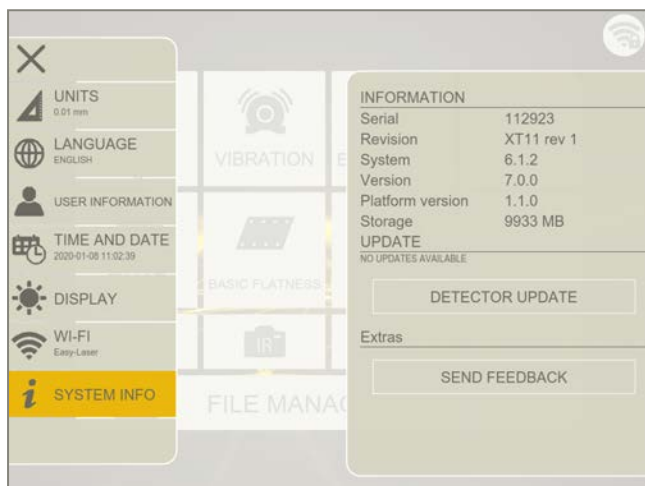 UNITS
0.01 mm
LANGUAGE
ENGLISH
USER INFORMATION
TIME AND DATE
2020-01-08 11:02:39
DISPLAY
WI-FI
Easy-Laser
SYSTEM INFO
VIBRATION
BASIC FLATNESS
IR
FILE MANA
INFORMATION
Serial 112923
Revision XT11 rev 1
System 6.1.2
Version 7.0.0
Platform version 1.1.0
Storage 9933 MB
UPDATE
NO UPDATES AVAILABLE
DETECTOR UPDATE
Extras
SEND FEEDBACK